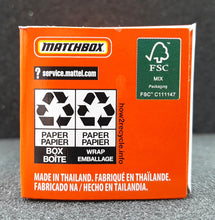 MATCHBOX
? service.mattel.com
FSC
MIX
Packaging
FSC® C111147
PAPER
PAPIER
BOX
BOÎTE
PAPER
PAPIER
WRAP
EMBALLAGE
how2recycle.info
MADE IN THAILAND. FABRIQUÉ EN THAÏLANDE.
FABRICADO NA / HECHO EN TAILANDIA.